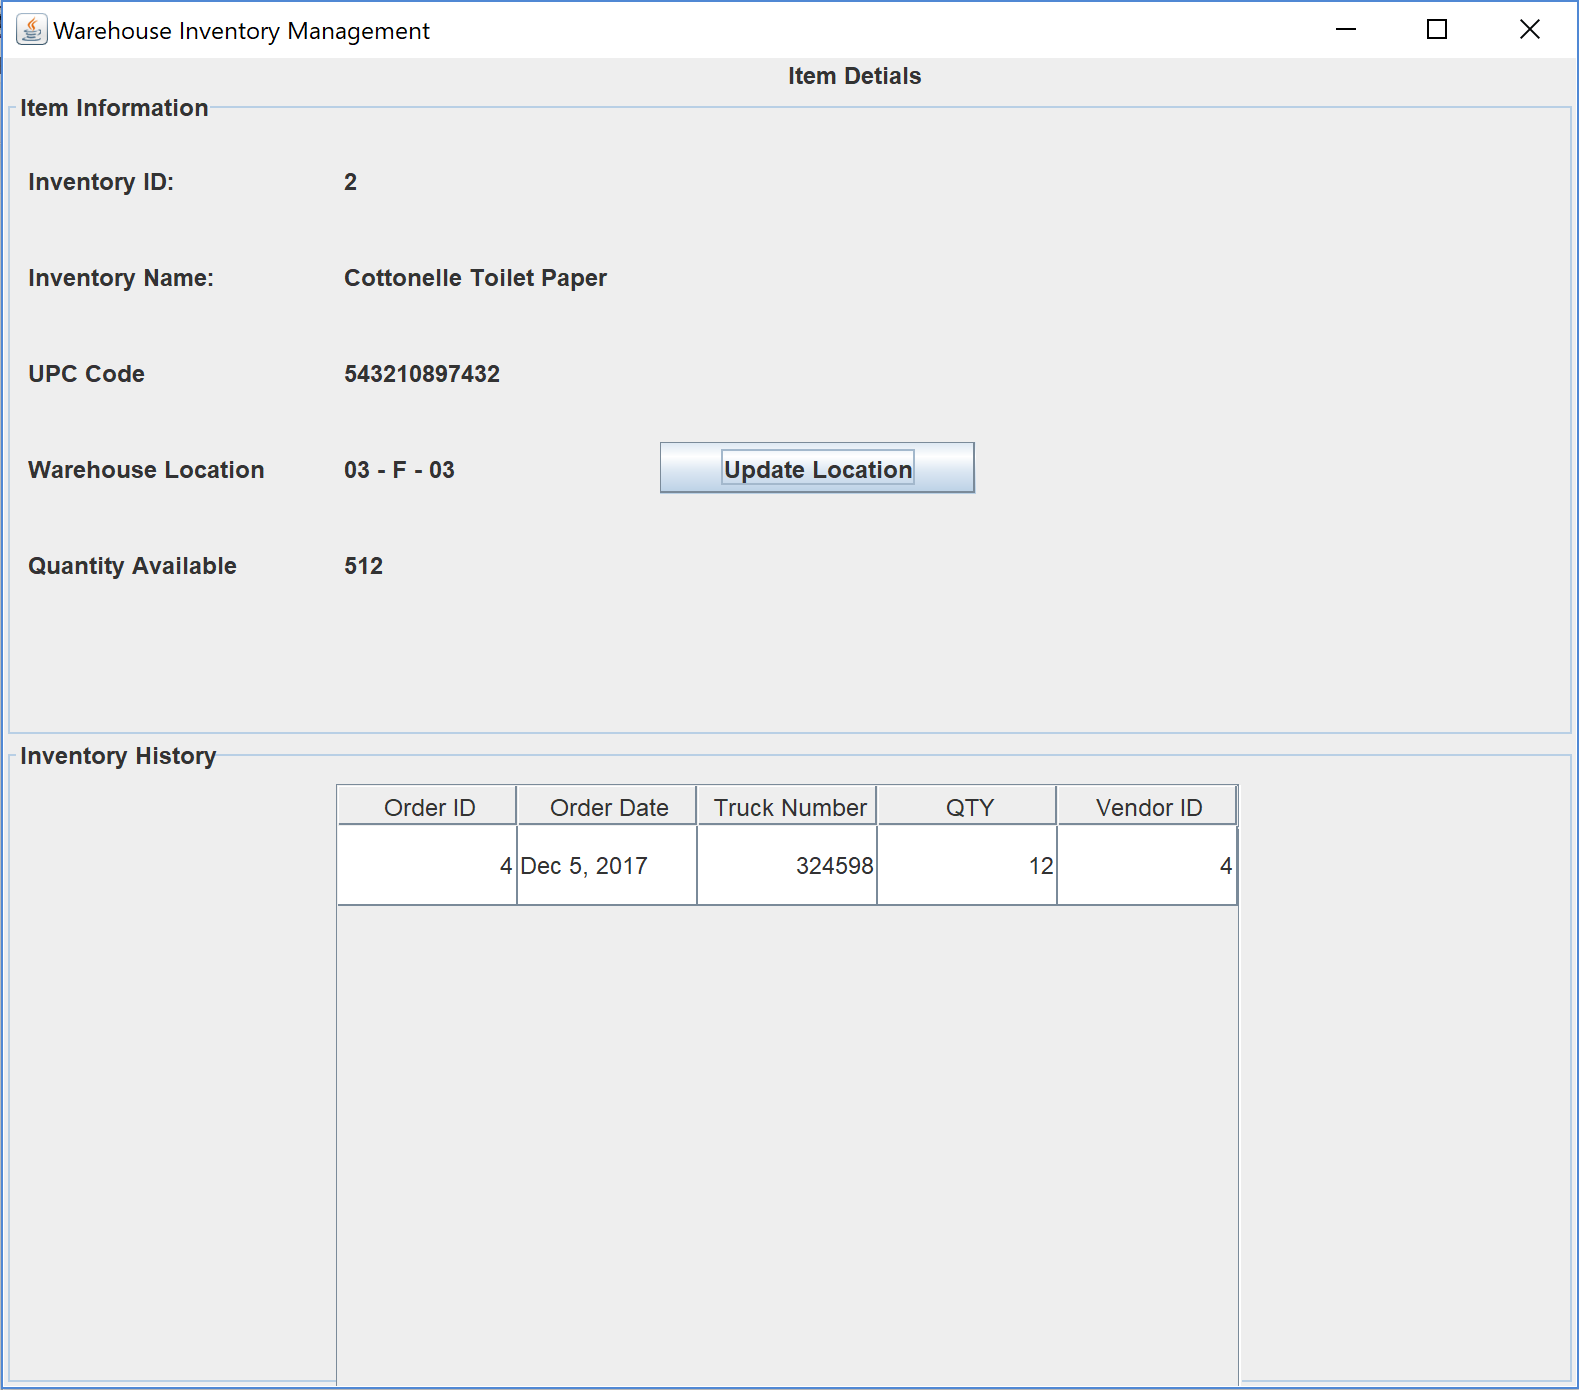 Warehouse Inventory Management
Item Detials
Item Information
Inventory ID: 2
Inventory Name: Cottonelle Toilet Paper
UPC Code 543210897432
Warehouse Location 03 - F - 03 Update Location
Quantity Available 512
Inventory History
Order ID Order Date Truck Number QTY Vendor ID
4 Dec 5, 2017 324598 12 4